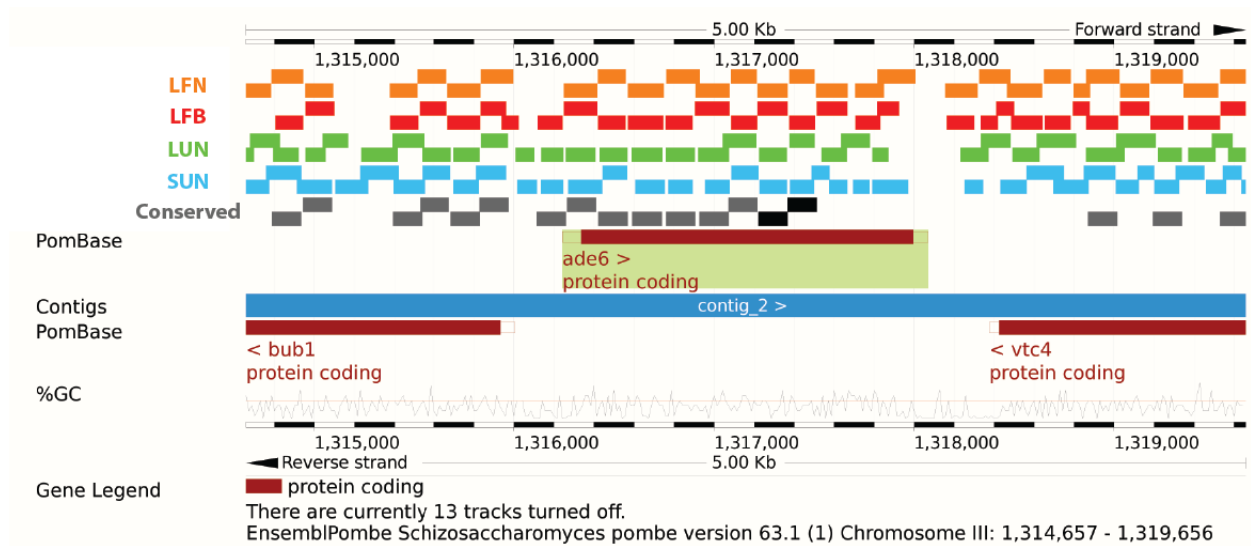 5.00 Kb Forward strand
1,315,000 1,316,000 1,317,000 1,318,000 1,319,000
LFN
LFB
LUN
SUN
Conserved
PomBase
ade6 >
protein coding
Contigs contig_2 >
PomBase
< bub1 < vtc4
protein coding protein coding
%GC
1,315,000 1,316,000 1,317,000 1,318,000 1,319,000
Reverse strand 5.00 Kb
Gene Legend protein coding
There are currently 13 tracks turned off.
EnsemblPombe Schizosaccharomyces pombe version 63.1 (1) Chromosome III: 1,314,657 - 1,319,656